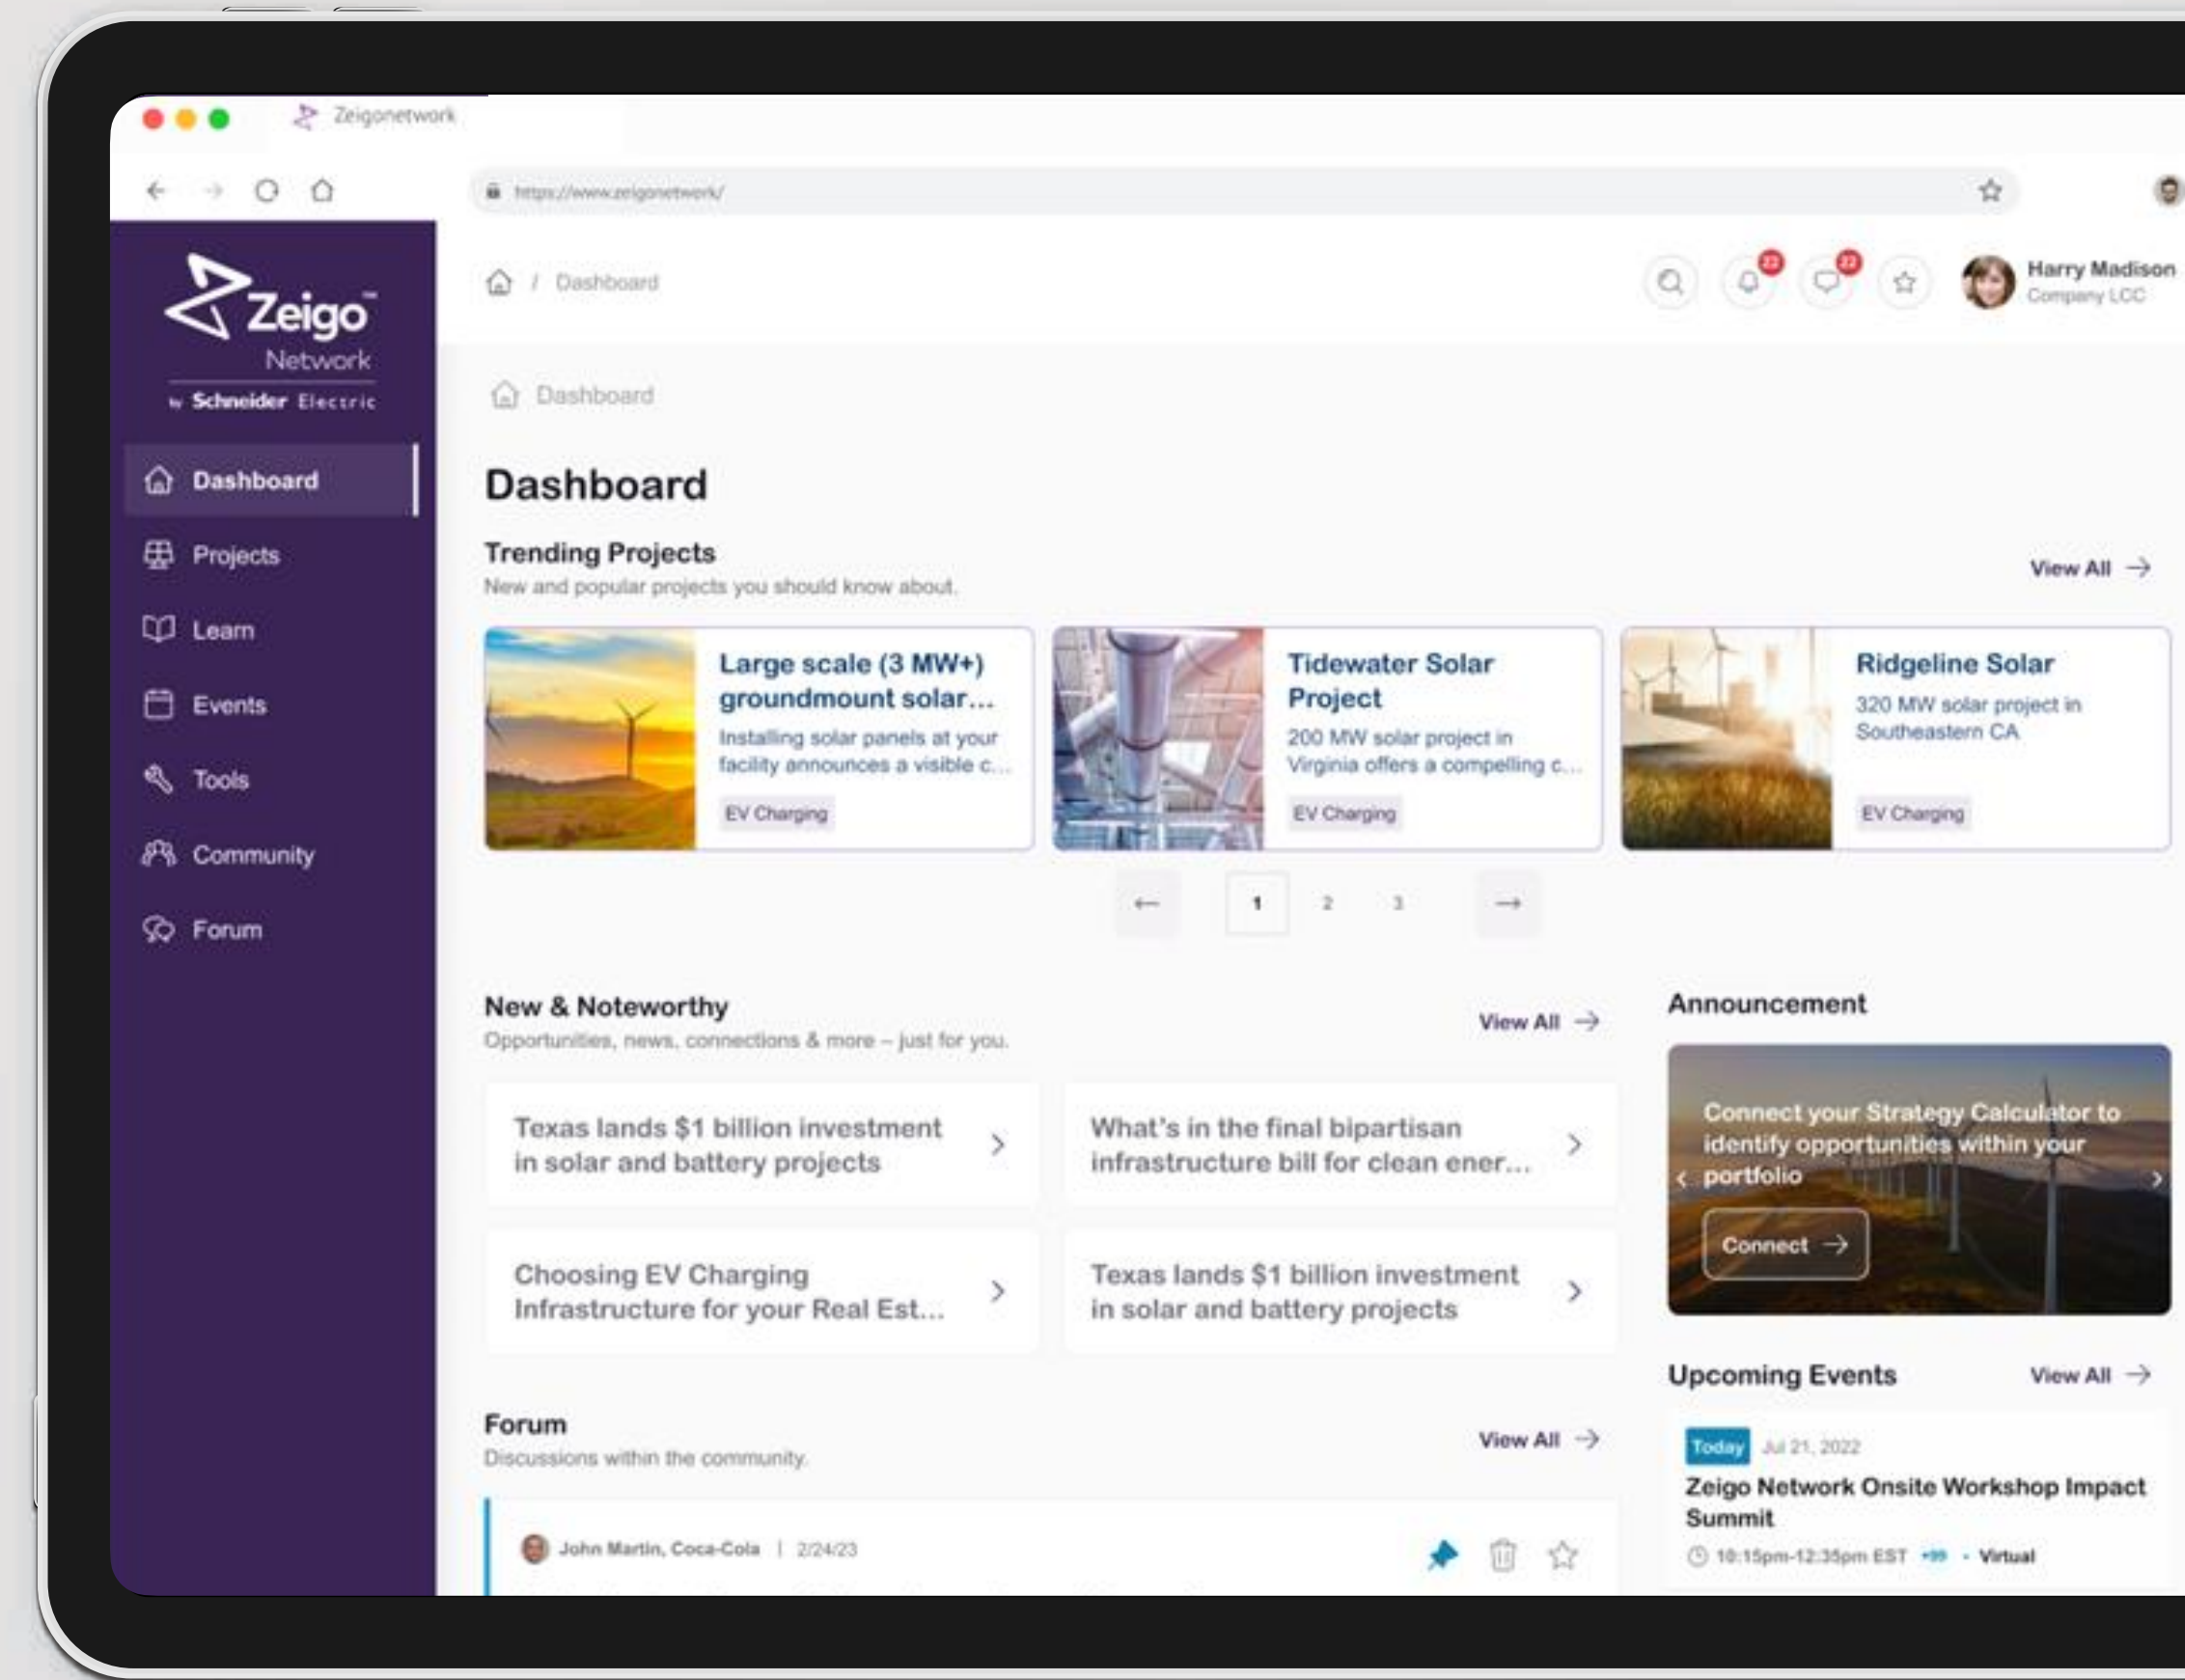 Zeigonetwork
https://www.zeigonetwork/
Zeigo™
Network
by Schneider Electric
Dashboard
Projects
Learn
Events
Tools
Community
Forum
/ Dashboard
23
23
Harry Madison
Company LCC
Dashboard
Dashboard
Trending Projects
New and popular projects you should know about.
View All
Large scale (3 MW+)
groundmount solar...
Installing solar panels at your
facility announces a visible c...
EV Charging
Tidewater Solar
Project
200 MW solar project in
Virginia offers a compelling c...
EV Charging
Ridgeline Solar
320 MW solar project in
Southeastern CA
EV Charging
1 2 3
New & Noteworthy
Opportunities, news, connections & more – just for you.
View All
Texas lands $1 billion investment
in solar and battery projects
What's in the final bipartisan
infrastructure bill for clean ener...
Choosing EV Charging
Infrastructure for your Real Est...
Texas lands $1 billion investment
in solar and battery projects
Announcement
Connect your Strategy Calculator to
identify opportunities within your
portfolio
Connect
Forum
Discussions within the community.
View All
John Martin, Coca-Cola | 2/24/23
Upcoming Events
View All
Today Jul 21, 2022
Zeigo Network Onsite Workshop Impact
Summit
10:15pm-12:35pm EST +99 · Virtual